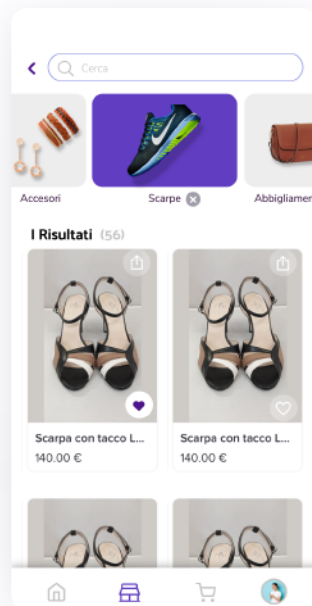 Cerca
Accesori
Scarpe
Abbigliamen
I Risultati (56)
Scarpa con tacco L...
140.00 €
Scarpa con tacco L...
140.00 €